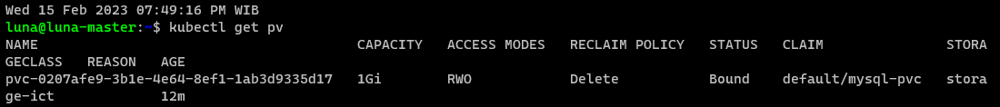 Wed 15 Feb 2023 07:49:16 PM WIB
luna@luna-master:~$ kubectl get pv
NAME                                       CAPACITY   ACCESS MODES   RECLAIM POLICY   STATUS   CLAIM               STORA
GECLASS   REASON   AGE
pvc-0207afe9-3b1e-4e64-8ef1-1ab3d9335d17   1Gi        RWO            Delete           Bound    default/mysql-pvc   stora
ge-ict             12m